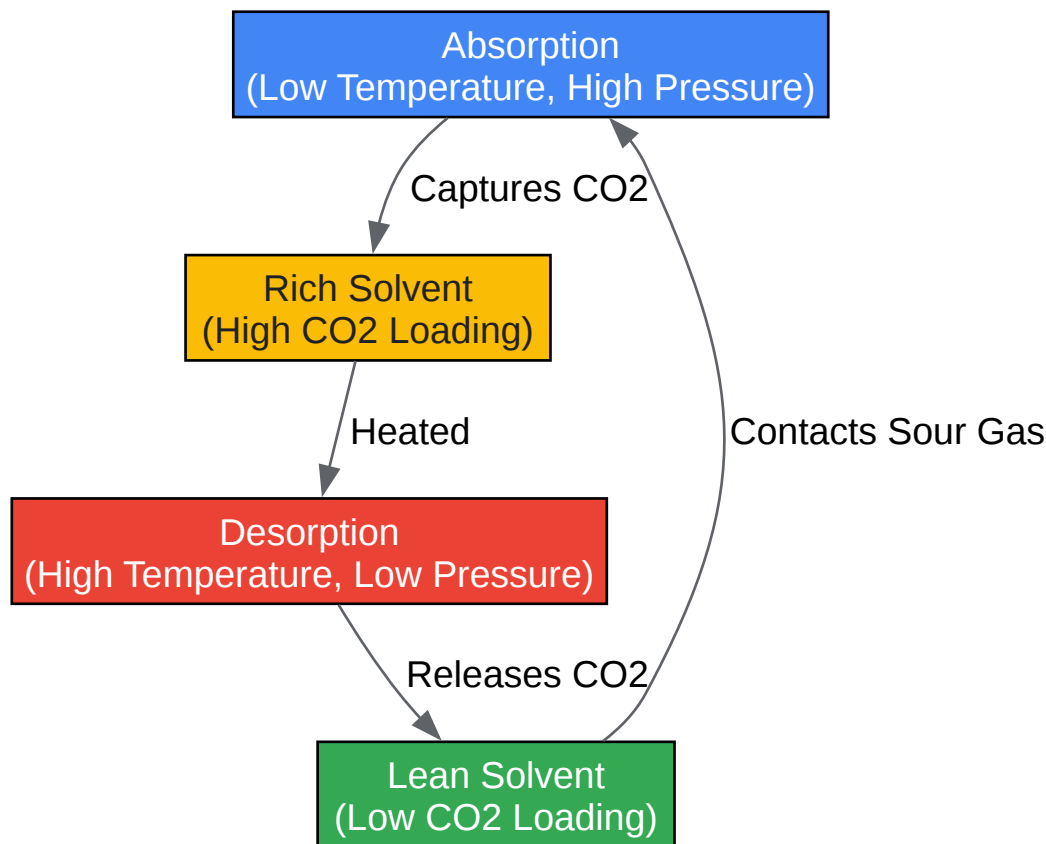 Absorption
(Low Temperature, High Pressure)
Captures CO2
Rich Solvent
(High CO2 Loading)
Heated
Contacts Sour Gas
Desorption
(High Temperature, Low Pressure)
Releases CO2
Lean Solvent
(Low CO2 Loading)